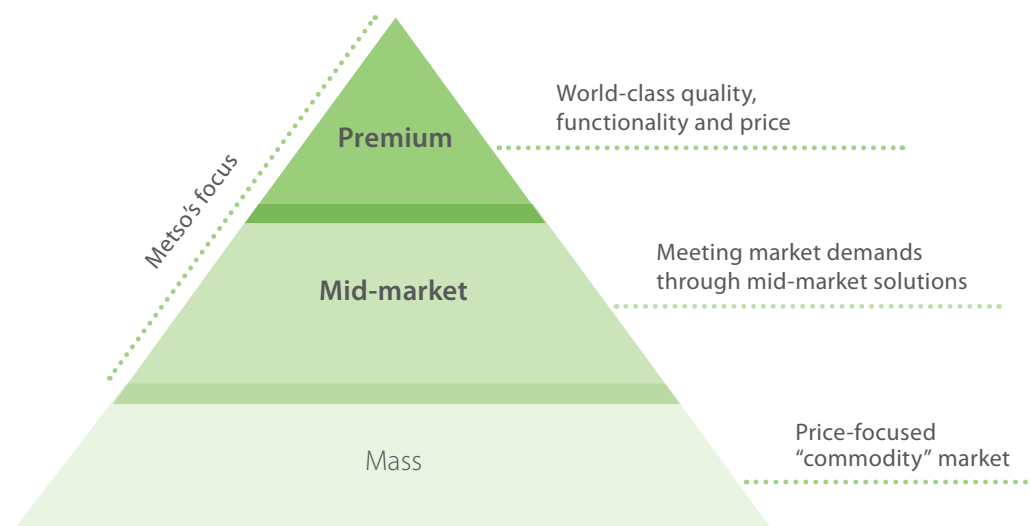 World-class quality,
functionality and price
Premium
Metso's focus
Meeting market demands
through mid-market solutions
Mid-market
Price-focused
“commodity” market
Mass